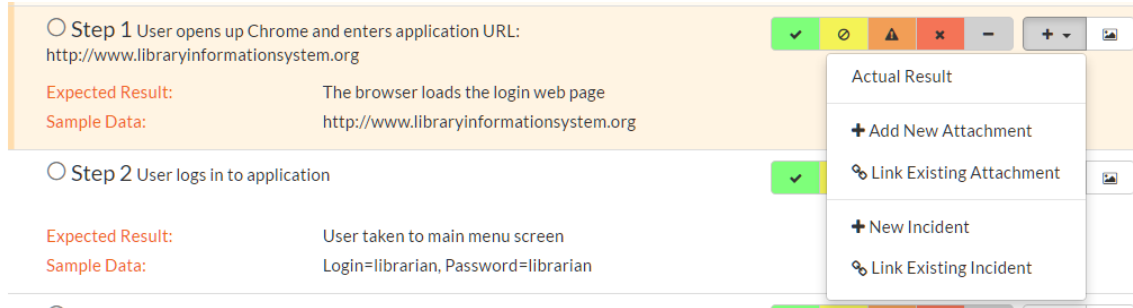 Step 1 User opens up Chrome and enters application URL:
http://www.libraryinformationsystem.org
Expected Result: The browser loads the login web page
Sample Data: http://www.libraryinformationsystem.org
Actual Result
Add New Attachment
Link Existing Attachment
New Incident
Link Existing Incident
Step 2 User logs in to application
Expected Result: User taken to main menu screen
Sample Data: Login=librarian, Password=librarian